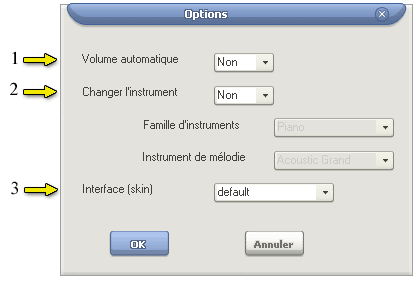 Options
1 Volume automatique Non
2 Changer l'instrument Non
Famille d'instruments Piano
Instrument de mélodie Acoustic Grand
3 Interface (skin) default
OK Annuler